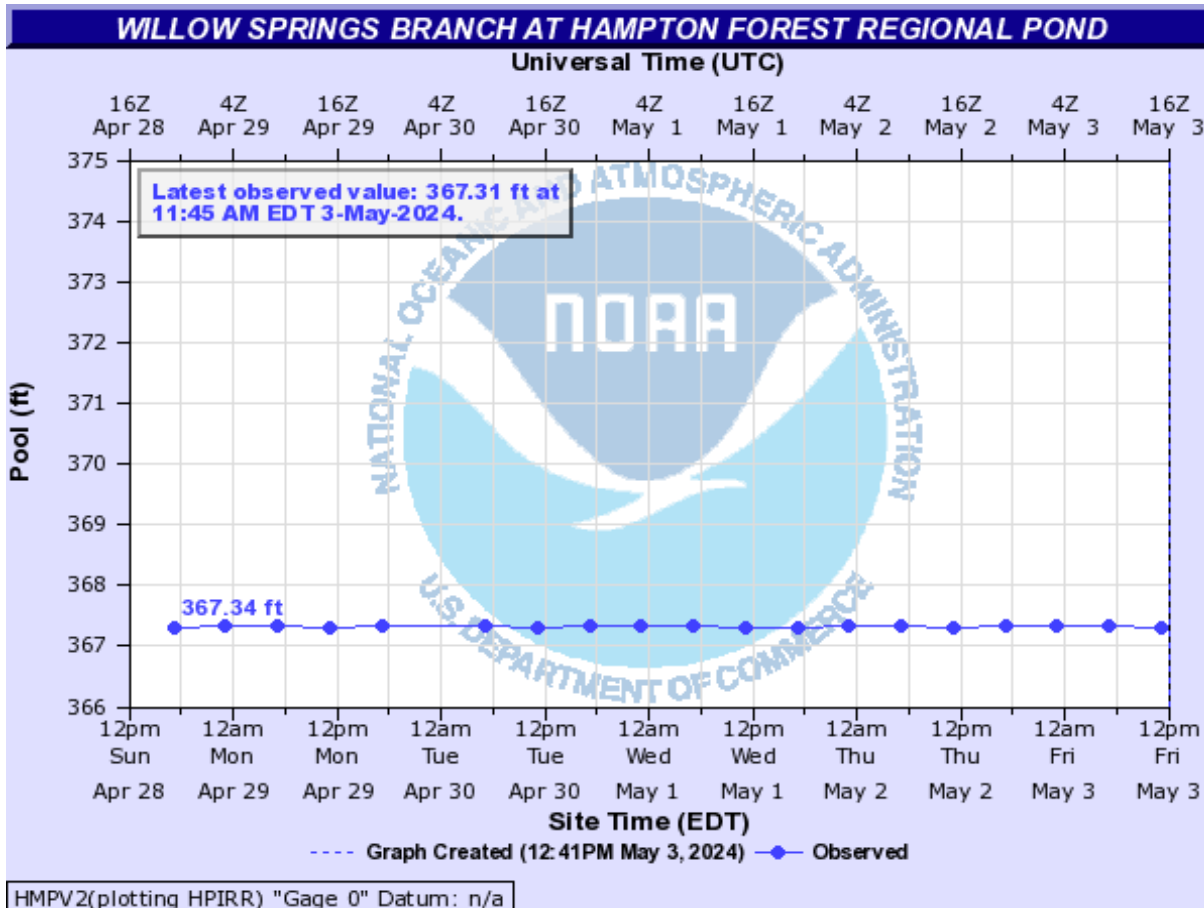 WILLOW SPRINGS BRANCH AT HAMPTON FOREST REGIONAL POND
Universal Time (UTC)
16Z 4Z 16Z 4Z 16Z 4Z 16Z 4Z 16Z 4Z 16Z
Apr 28 Apr 29 Apr 29 Apr 30 Apr 30 May 1 May 1 May 2 May 2 May 3 May 3
Latest observed value: 367.31 ft at
11:45 AM EDT 3-May-2024.
NATIONAL OCEANIC AND ATMOSPHERIC ADMINISTRATION
NOAA
U.S. DEPARTMENT OF COMMERCE
Pool (ft)
375
374
373
372
371
370
369
368
367
366
367.34 ft
12pm 12am 12pm 12am 12pm 12am 12pm 12am 12pm 12am 12pm
Sun Mon Mon Tue Tue Wed Wed Thu Thu Fri Fri
Apr 28 Apr 29 Apr 29 Apr 30 Apr 30 May 1 May 1 May 2 May 2 May 3 May 3
Site Time (EDT)
Graph Created (12:41PM May 3, 2024) Observed
HMPV2(plotting HPIRR) "Gage 0" Datum: n/a